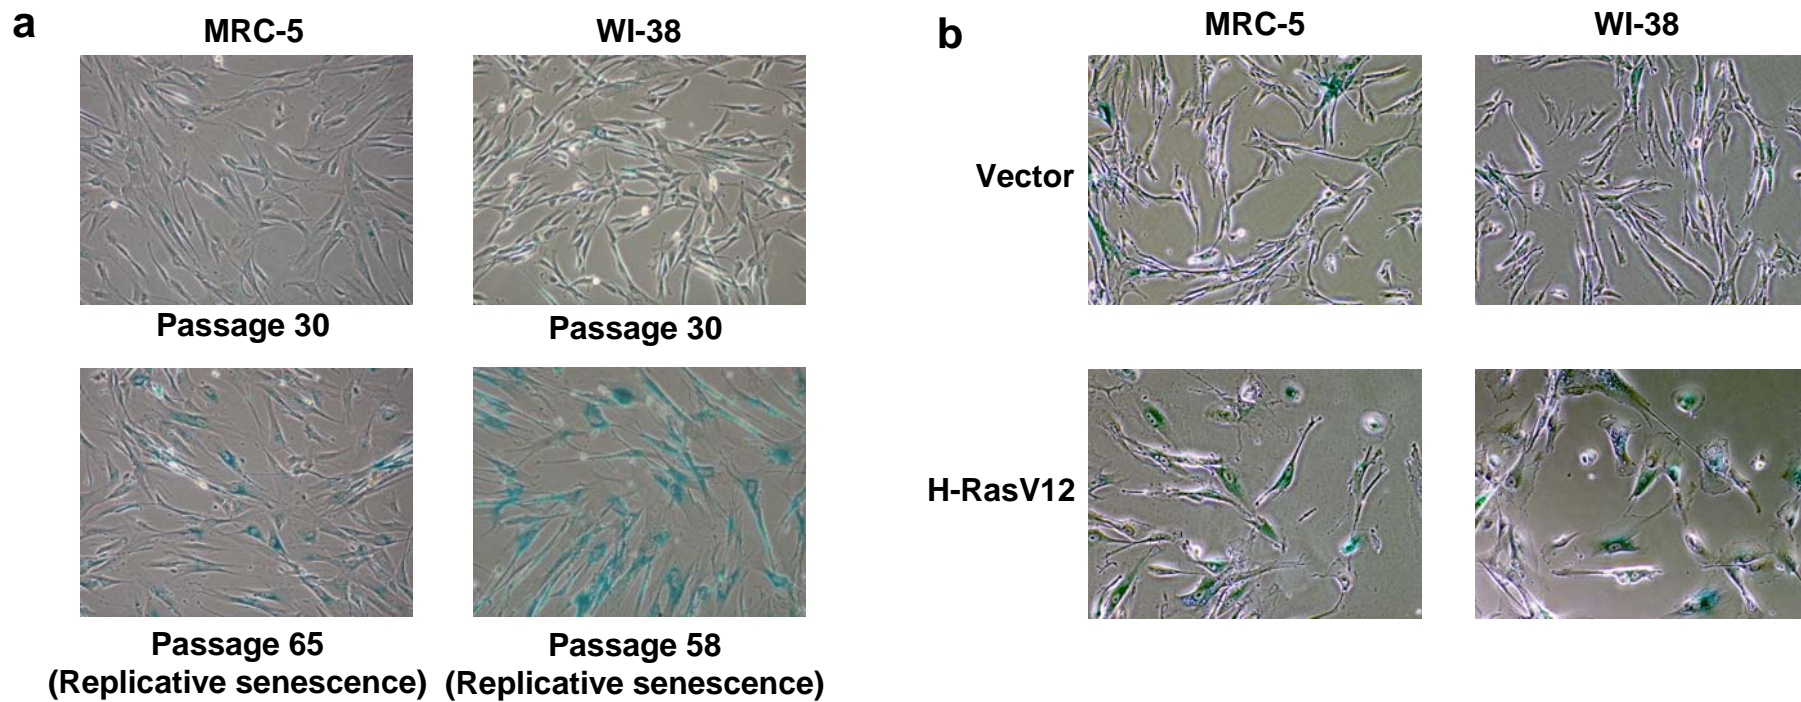 a
MRC-5
WI-38
Passage 30
Passage 30
Passage 65
(Replicative senescence)
Passage 58
(Replicative senescence)
b
MRC-5
WI-38
Vector
H-RasV12